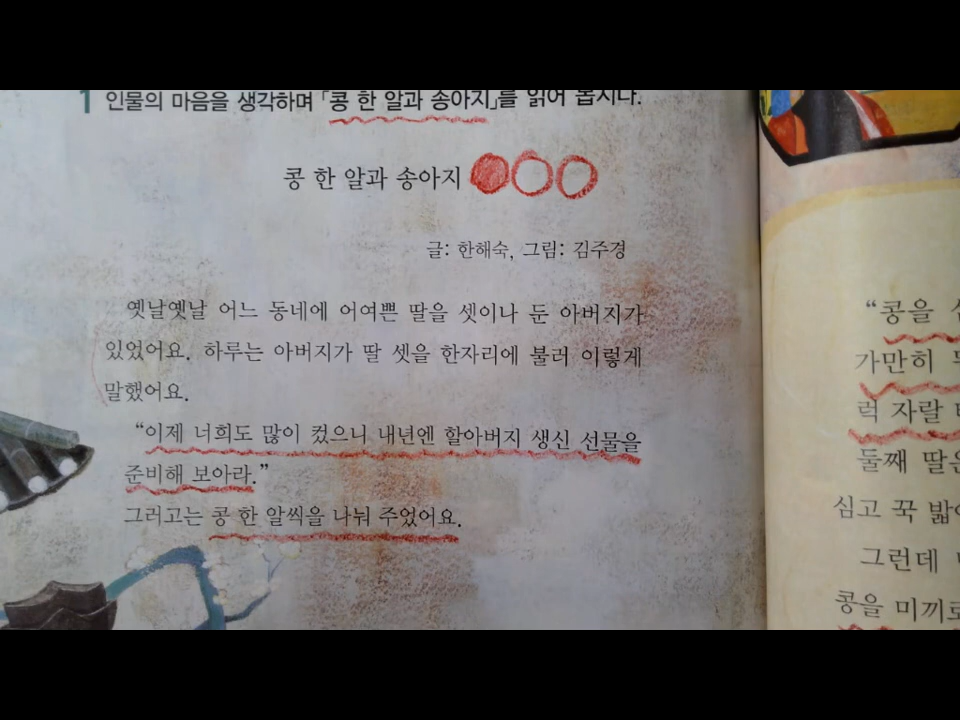 1 인물의 마음을 생각하며 「콩 한 알과 송아지」를 읽어 봅시다.
콩 한 알과 송아지
글: 한해숙, 그림: 김주경
옛날옛날 어느 동네에 어여쁜 딸을 셋이나 둔 아버지가
있었어요. 하루는 아버지가 딸 셋을 한자리에 불러 이렇게
말했어요.
“이제 너희도 많이 컸으니 내년엔 할아버지 생신 선물을
준비해 보아라.”
그러고는 콩 한 알씩을 나눠 주었어요.
“콩을
가만히
럭 자랄
둘째 딸은
심고 꾹
그런데
콩을 미끼로